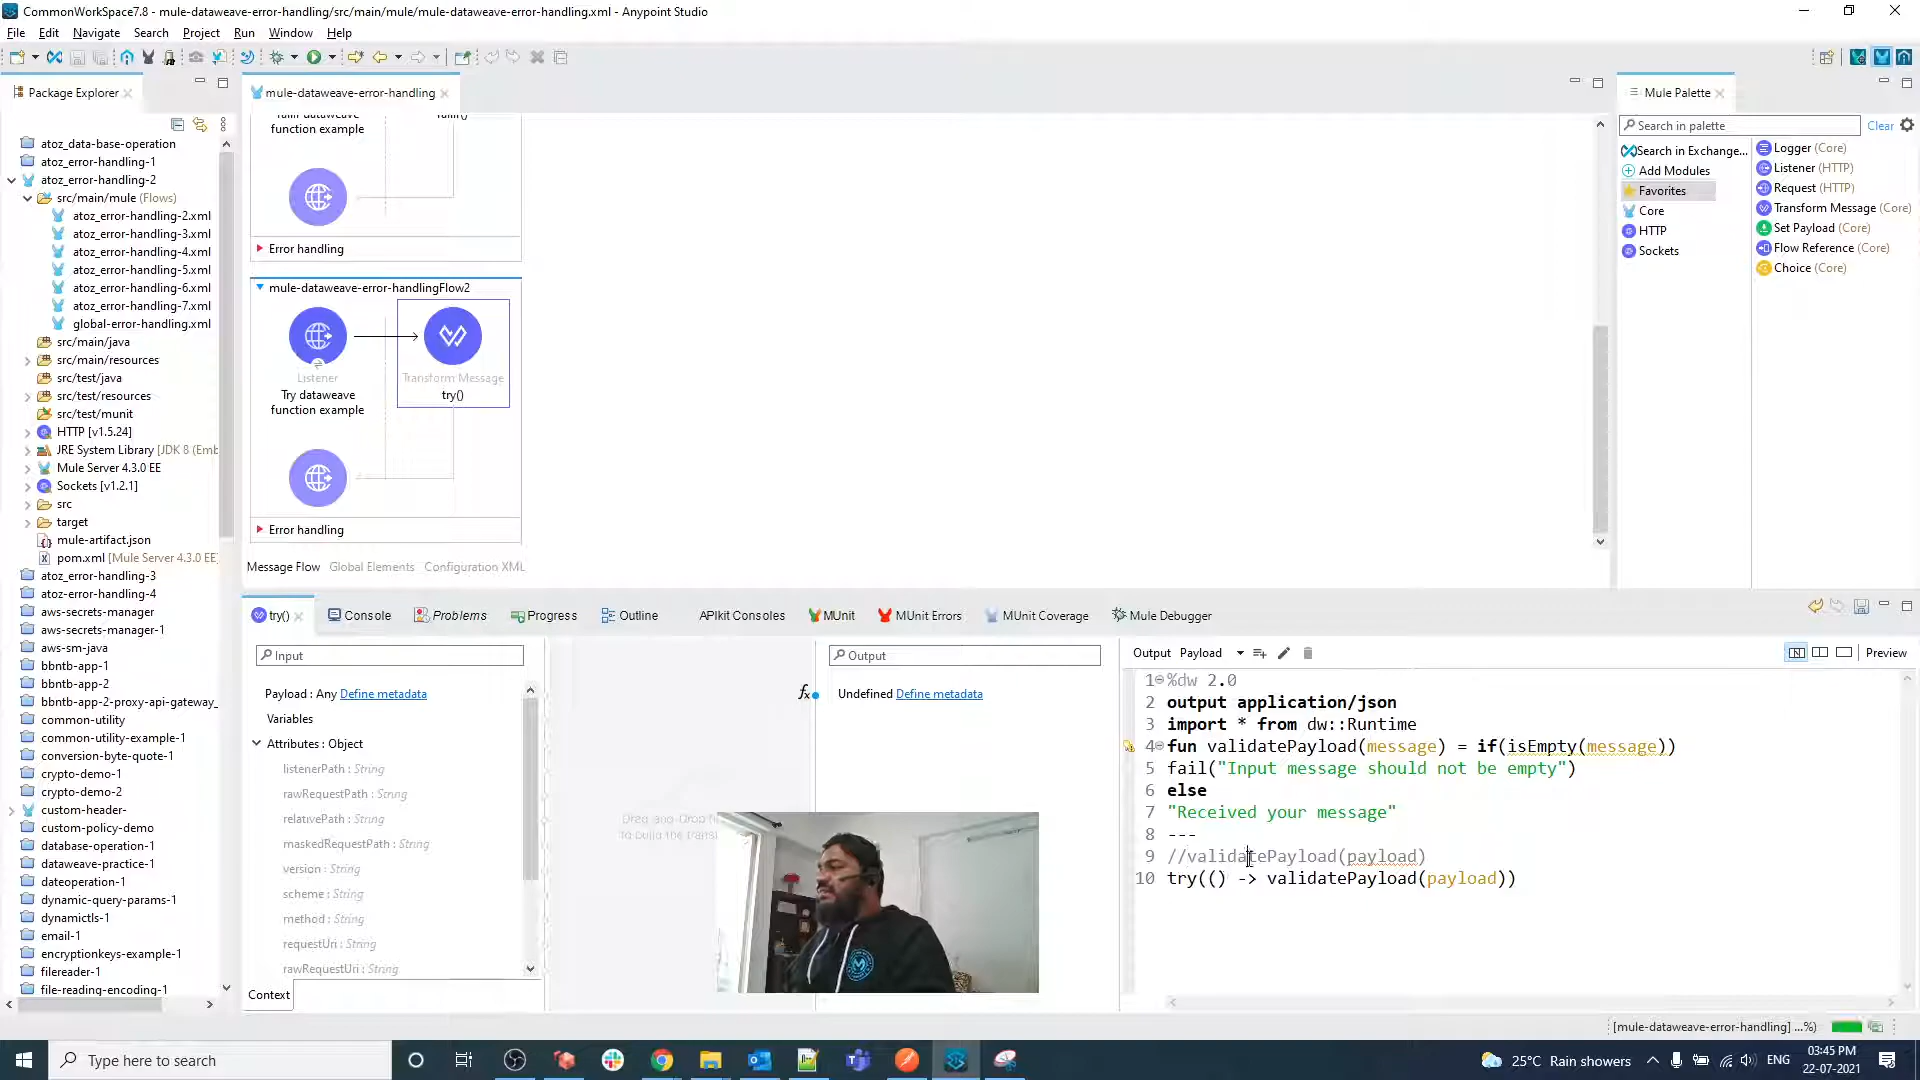 CommonWorkSpace7.8 - mule-dataweave-error-handling/src/main/mule/mule-dataweave-error-handling.xml - Anypoint Studio
File Edit Navigate Search Project Run Window Help
Package Explorer
atoz_data-base-operation
atoz_error-handling-1
atoz_error-handling-2
src/main/mule (Flows)
atoz_error-handling-2.xml
atoz_error-handling-3.xml
atoz_error-handling-4.xml
atoz_error-handling-5.xml
atoz_error-handling-6.xml
atoz_error-handling-7.xml
global-error-handling.xml
src/main/java
src/main/resources
src/test/java
src/test/resources
src/test/munit
HTTP [v1.5.24]
JRE System Library [JDK 8 (Emb
Mule Server 4.3.0 EE
Sockets [v1.2.1]
src
target
mule-artifact.json
pom.xml [Mule Server 4.3.0 EE]
atoz_error-handling-3
atoz-error-handling-4
aws-secrets-manager
aws-secrets-manager-1
aws-sm-java
bbntb-app-1
bbntb-app-2
bbntb-app-2-proxy-api-gateway_
common-utility
common-utility-example-1
conversion-byte-quote-1
crypto-demo-1
crypto-demo-2
custom-header-
custom-policy-demo
database-operation-1
dataweave-practice-1
dateoperation-1
dynamic-query-params-1
dynamictls-1
email-1
encryptionkeys-example-1
filereader-1
file-reading-encoding-1
mule-dataweave-error-handling
function example
Error handling
mule-dataweave-error-handlingFlow2
Listener
Try dataweave
function example
Transform Message
try()
Error handling
Message Flow Global Elements Configuration XML
Mule Palette
Search in palette
Clear
Search in Exchange...
Add Modules
Favorites
Core
HTTP
Sockets
Logger (Core)
Listener (HTTP)
Request (HTTP)
Transform Message (Core)
Set Payload (Core)
Flow Reference (Core)
Choice (Core)
try() Console Problems Progress Outline APIkit Consoles MUnit MUnit Errors MUnit Coverage Mule Debugger
Input
Payload : Any Define metadata
Variables
Attributes : Object
listenerPath : String
rawRequestPath : String
relativePath : String
maskedRequestPath : String
version : String
scheme : String
method : String
requestUri : String
rawRequestUri : String
Context
Output
Undefined Define metadata
Output Payload
Preview
1 %dw 2.0
2 output application/json
3 import * from dw::Runtime
4 fun validatePayload(message) = if(isEmpty(message))
5 fail("Input message should not be empty")
6 else
7 "Received your message"
8 ---
9 //validatePayload(payload)
10 try(() -> validatePayload(payload))
[mule-dataweave-error-handling] ...%)
Type here to search
25°C Rain showers
ENG
03:45 PM
22-07-2021